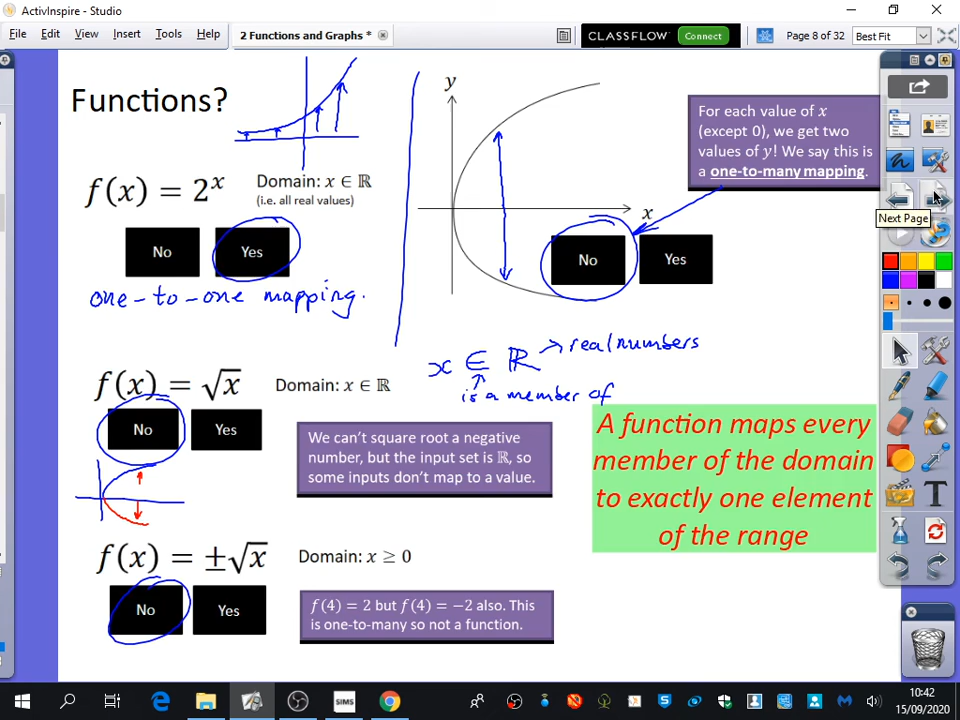 ActivInspire - Studio
File Edit View Insert Tools Help
2 Functions and Graphs *
CLASSFLOW
Connect
Page 8 of 32
Best Fit
Functions?
f(x) = 2ˣ
Domain: x ∈ ℝ
(i.e. all real values)
No
Yes
one-to-one mapping.
y
x
No
Yes
For each value of x
(except 0), we get two
values of y! We say this is
a one-to-many mapping.
Next Page
x ∈ ℝ → real numbers
is a member of
f(x) = √x
Domain: x ∈ ℝ
No
Yes
We can't square root a negative
number, but the input set is ℝ, so
some inputs don't map to a value.
A function maps every
member of the domain
to exactly one element
of the range
f(x) = ±√x
Domain: x ≥ 0
No
Yes
f(4) = 2 but f(4) = −2 also. This
is one-to-many so not a function.
SIMS
10:42
15/09/2020